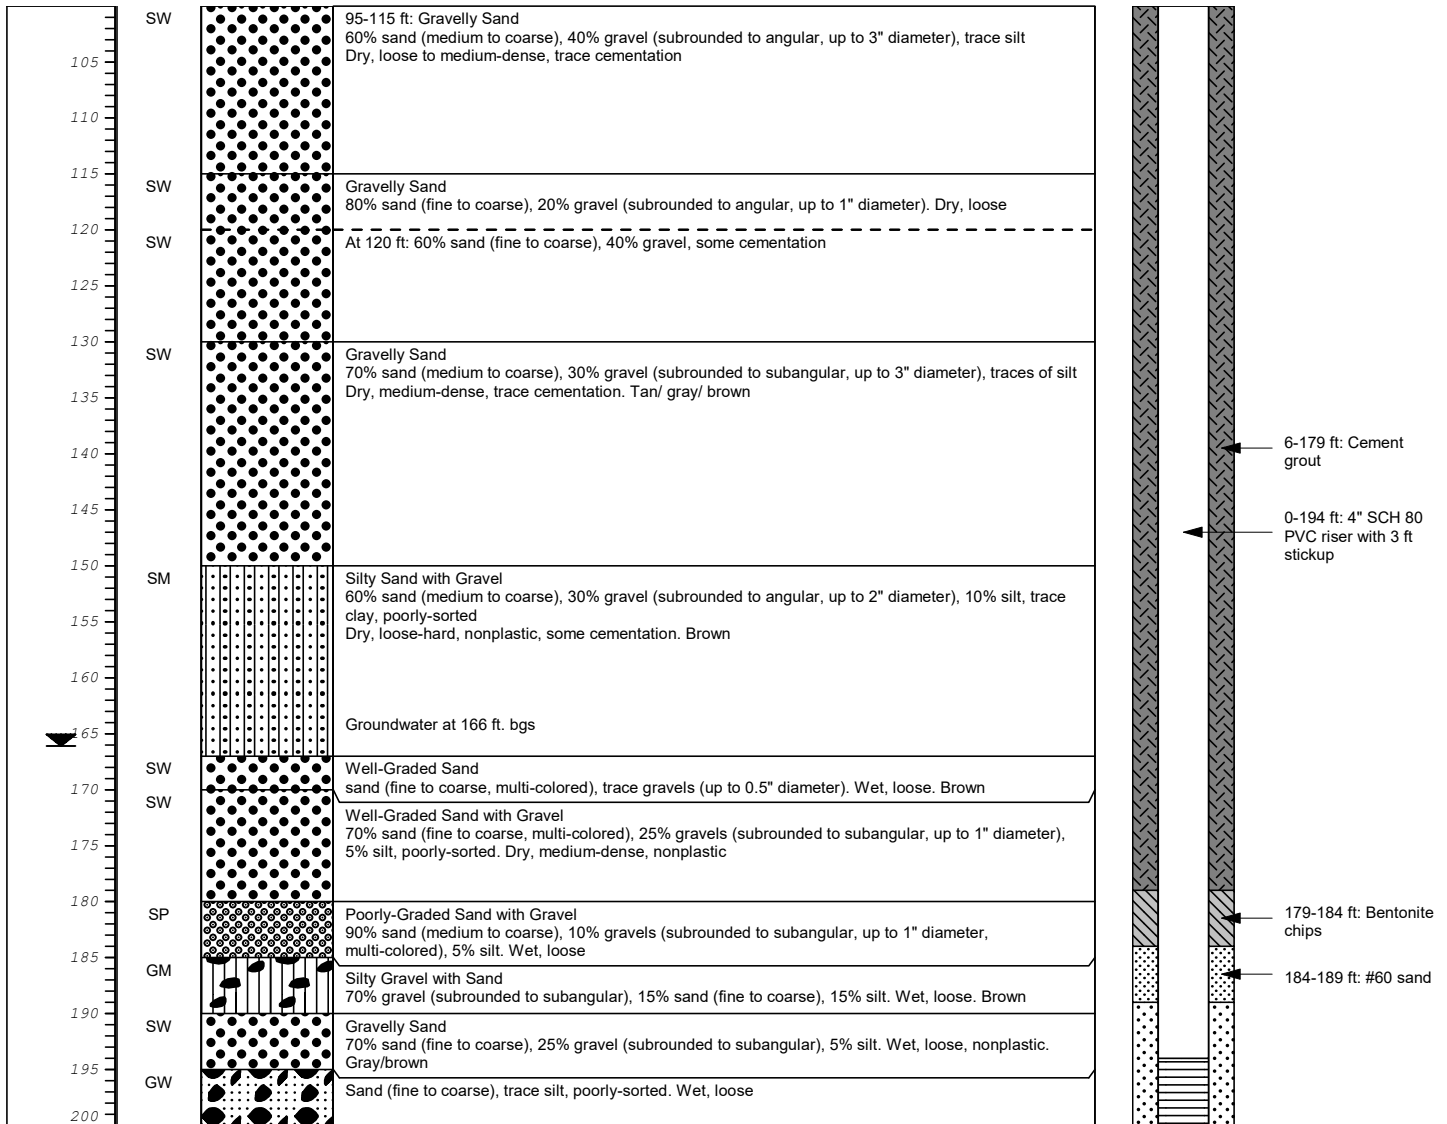 SW
95-115 ft: Gravelly Sand
60% sand (medium to coarse), 40% gravel (subrounded to angular, up to 3" diameter), trace silt
Dry, loose to medium-dense, trace cementation
105
110
115
SW
Gravelly Sand
80% sand (fine to coarse), 20% gravel (subrounded to angular, up to 1" diameter). Dry, loose
120
SW
At 120 ft: 60% sand (fine to coarse), 40% gravel, some cementation
125
130
SW
Gravelly Sand
70% sand (medium to coarse), 30% gravel (subrounded to subangular, up to 3" diameter), traces of silt
Dry, medium-dense, trace cementation. Tan/ gray/ brown
135
140
6-179 ft: Cement
grout
145
0-194 ft: 4" SCH 80
PVC riser with 3 ft
stickup
150
SM
Silty Sand with Gravel
60% sand (medium to coarse), 30% gravel (subrounded to angular, up to 2" diameter), 10% silt, trace
clay, poorly-sorted
Dry, loose-hard, nonplastic, some cementation. Brown
155
160
Groundwater at 166 ft. bgs
165
SW
Well-Graded Sand
sand (fine to coarse, multi-colored), trace gravels (up to 0.5" diameter). Wet, loose. Brown
170
SW
Well-Graded Sand with Gravel
70% sand (fine to coarse, multi-colored), 25% gravels (subrounded to subangular, up to 1" diameter),
5% silt, poorly-sorted. Dry, medium-dense, nonplastic
175
180
SP
Poorly-Graded Sand with Gravel
90% sand (medium to coarse), 10% gravels (subrounded to subangular, up to 1" diameter,
multi-colored), 5% silt. Wet, loose
179-184 ft: Bentonite
chips
185
GM
Silty Gravel with Sand
70% gravel (subrounded to subangular), 15% sand (fine to coarse), 15% silt. Wet, loose. Brown
184-189 ft: #60 sand
190
SW
Gravelly Sand
70% sand (fine to coarse), 25% gravel (subrounded to subangular), 5% silt. Wet, loose, nonplastic.
Gray/brown
195
GW
Sand (fine to coarse), trace silt, poorly-sorted. Wet, loose
200